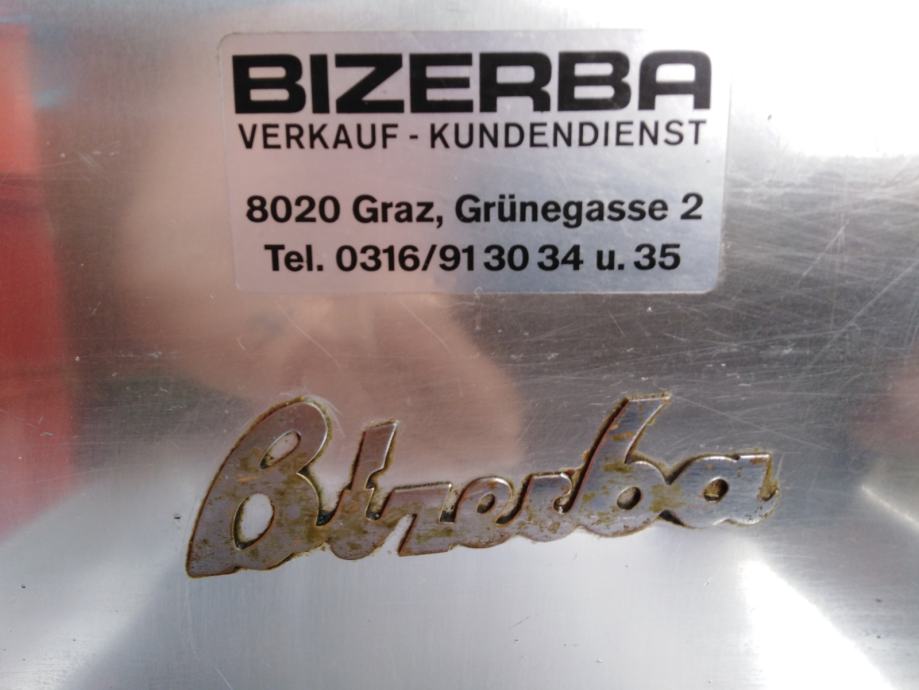 BIZERBA
VERKAUF - KUNDENDIENST
8020 Graz, Grünegasse 2
Tel. 0316/91 30 34 u. 35
Bizerba